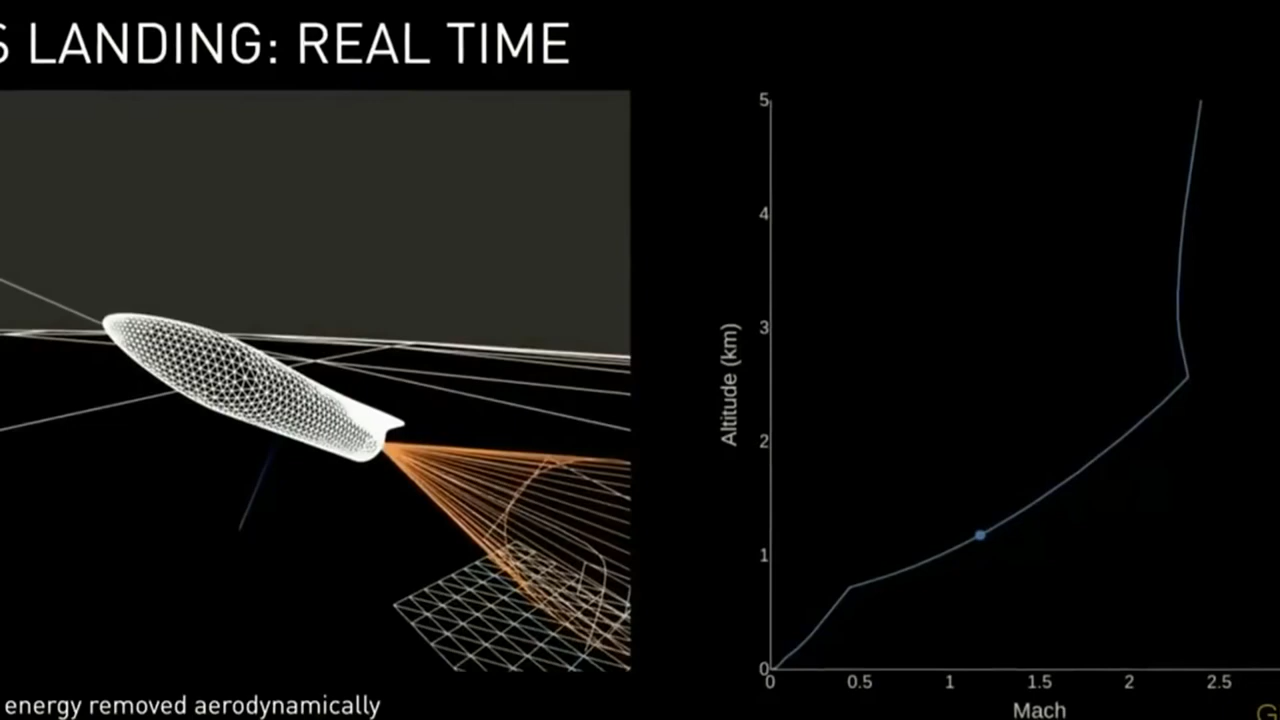 S LANDING: REAL TIME
5
4
3
2
1
0
Altitude (km)
0 0.5 1 1.5 2 2.5
Mach
energy removed aerodynamically
G